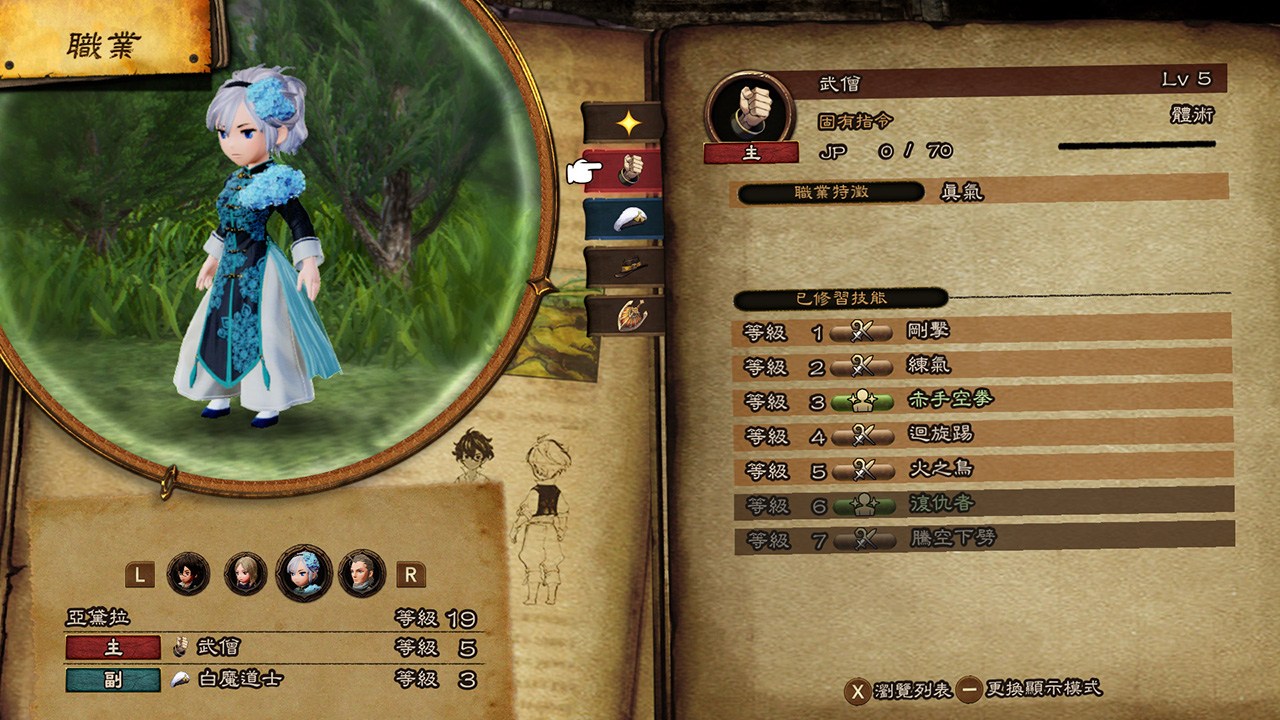 職業
武僧 Lv 5
主
固有指令 體術
JP 0 / 70
職業特徵 真氣
已修習技能
等級 1 剛擊
等級 2 練氣
等級 3 赤手空拳
等級 4 迴旋踢
等級 5 火之鳥
等級 6 復仇者
等級 7 騰空下劈
L R
亞黛拉 等級 19
主 武僧 等級 5
副 白魔道士 等級 3
X 瀏覽列表 − 更換顯示模式